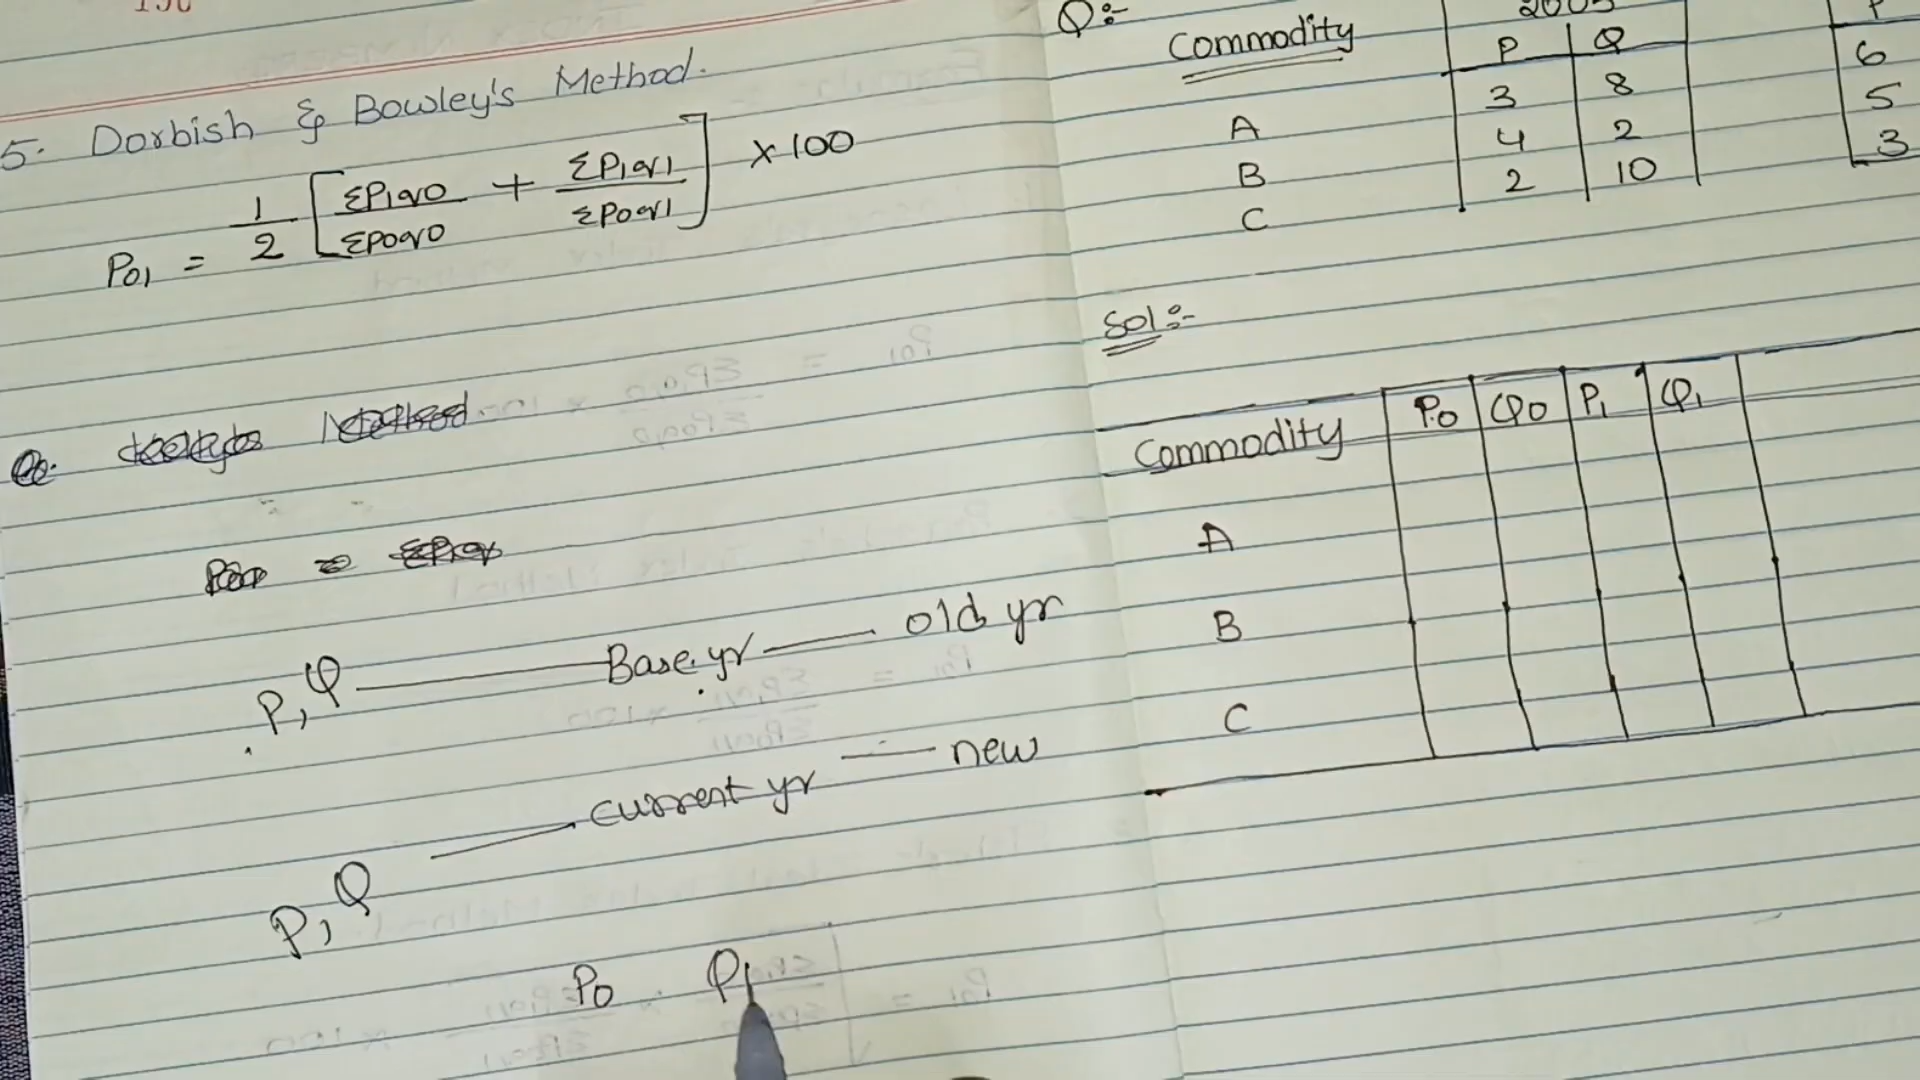 5. Dorbish & Bowley's Method.
P01 = 1/2 [ΣP1q0/ΣP0q0 + ΣP1q1/ΣP0q1] × 100
P, Q — Base yr — old yr
P, Q — current yr — new
P0 Q
Q:-
Commodity
P Q P
A 3 8 6
B 4 2 5
C 2 10 3
Sol:-
Commodity P0 Q0 P1 Q1
A
B
C